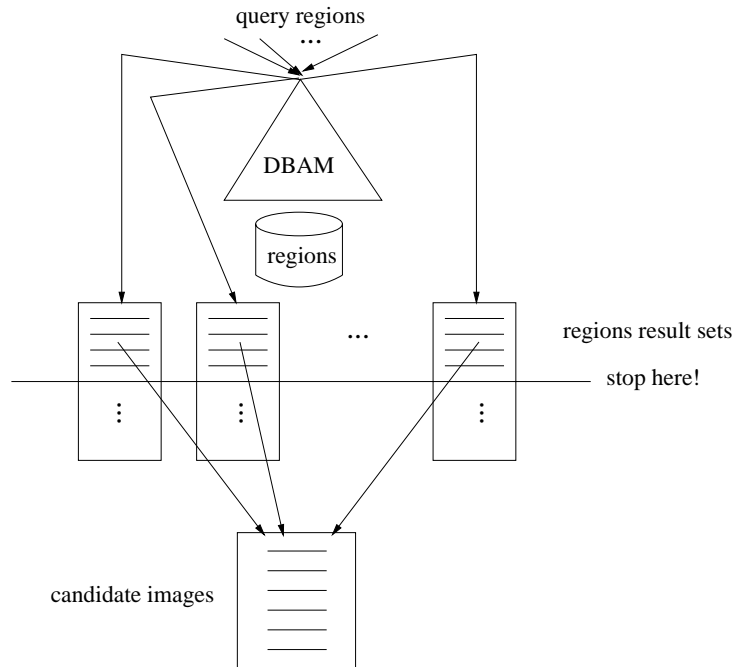 query regions
...
DBAM
regions
...
regions result sets
stop here!
candidate images